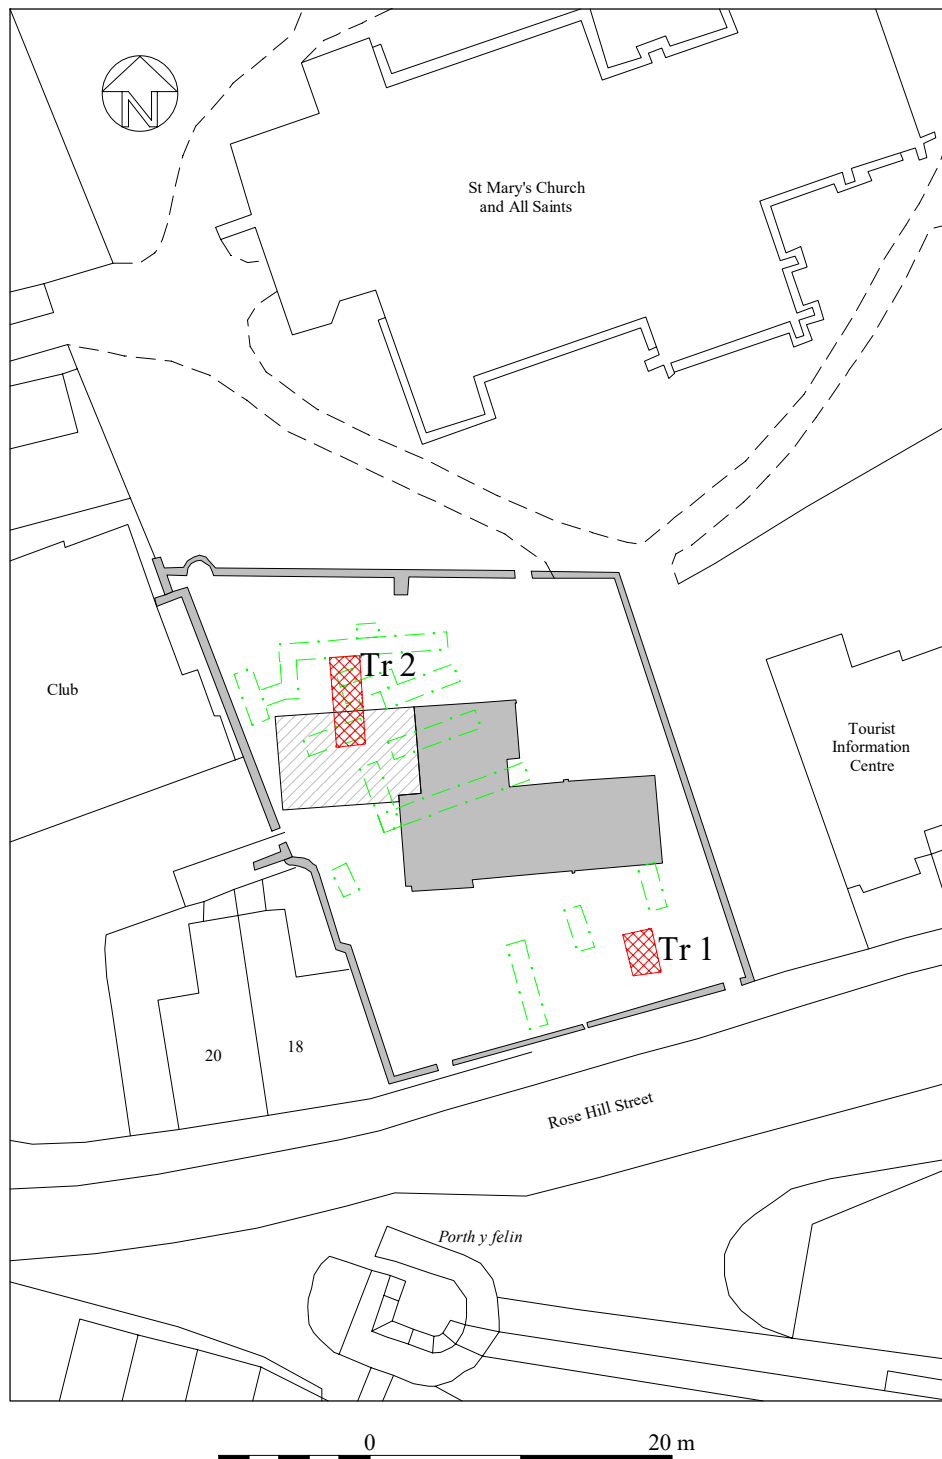 N
St Mary's Church
and All Saints
Tr 2
Club
Tourist
Information
Centre
Tr 1
20
18
Rose Hill Street
Porth y felin
0
20 m